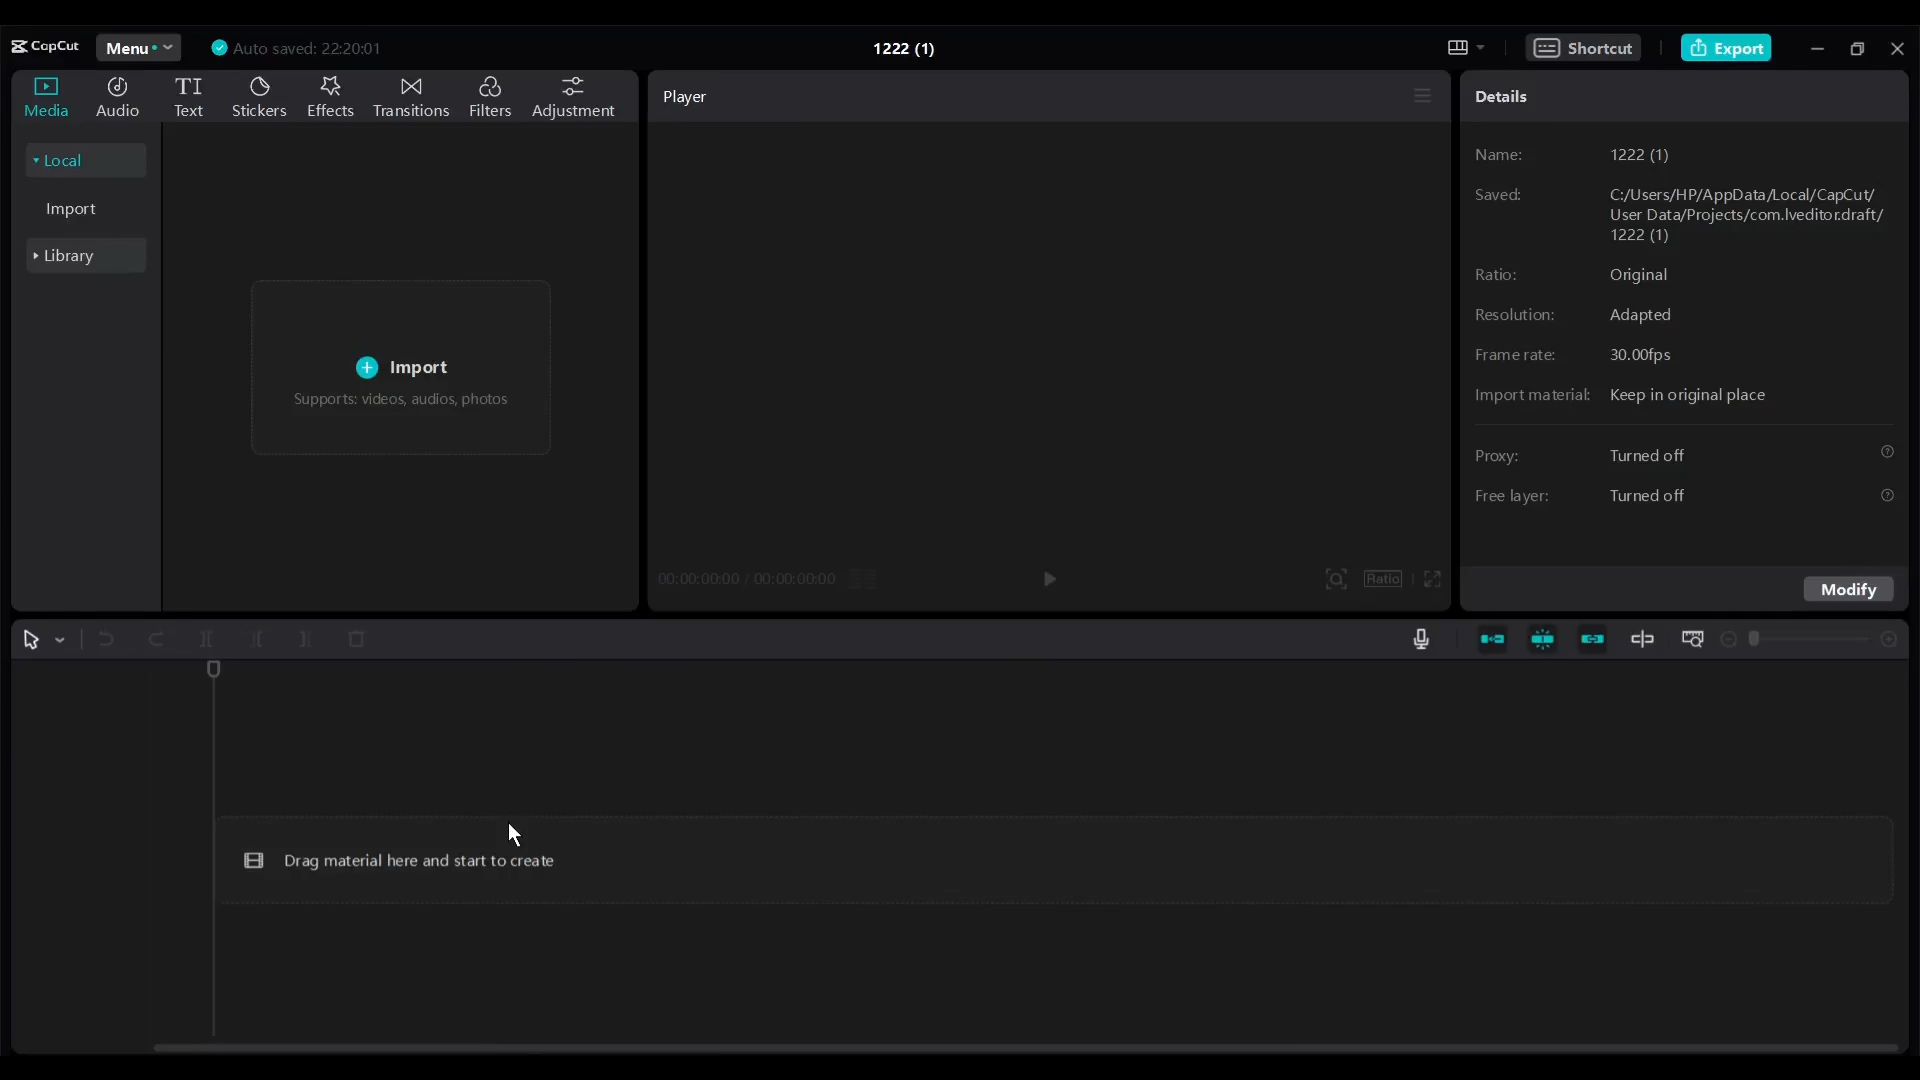 CapCut
Menu
Auto saved: 22:20:01
1222 (1)
Shortcut
Export
Media
Audio
TI
Text
Stickers
Effects
Transitions
Filters
Adjustment
Local
Import
Library
Import
Supports: videos, audios, photos
Player
00:00:00:00 / 00:00:00:00
Ratio
Details
Name: 1222 (1)
Saved: C:/Users/HP/AppData/Local/CapCut/
User Data/Projects/com.lveditor.draft/
1222 (1)
Ratio: Original
Resolution: Adapted
Frame rate: 30.00fps
Import material: Keep in original place
Proxy: Turned off
Free layer: Turned off
Modify
Drag material here and start to create